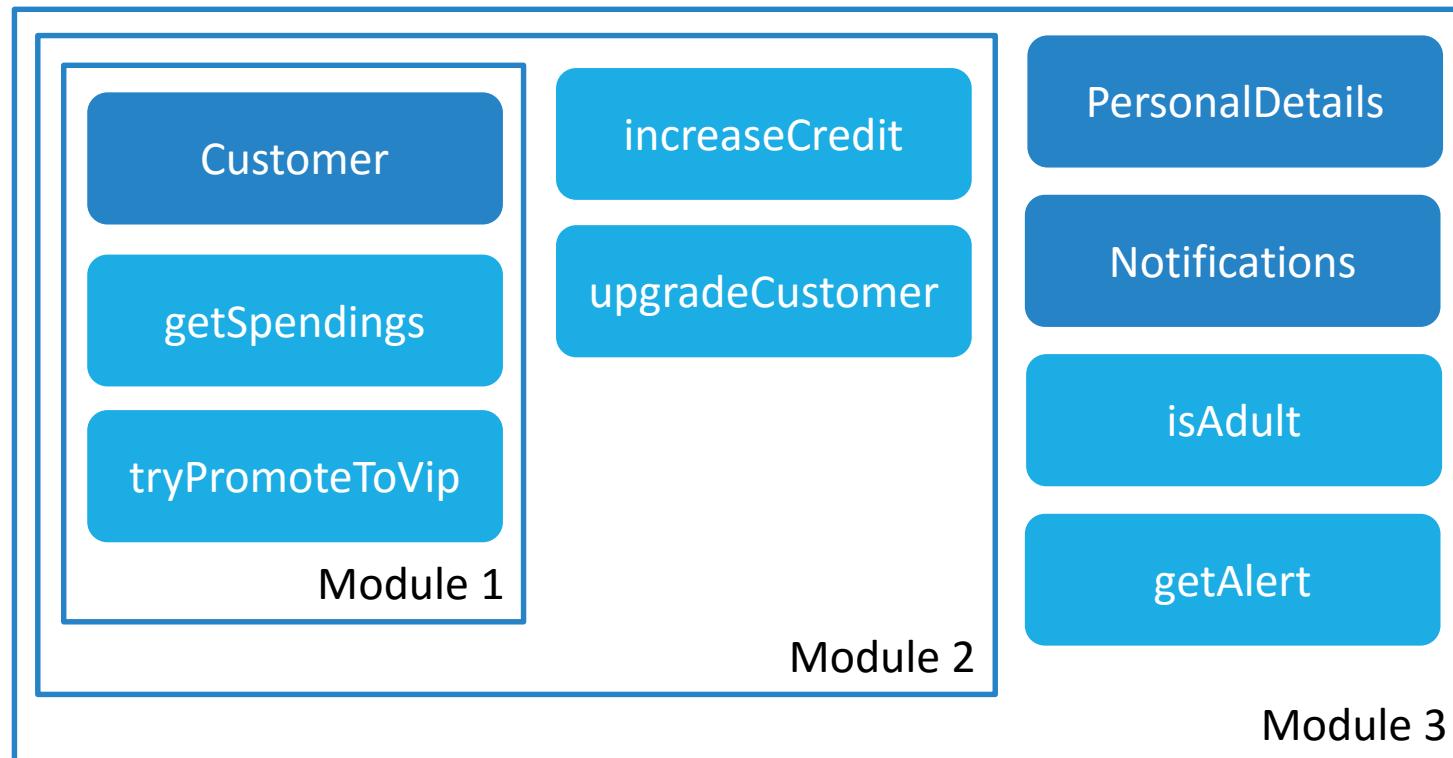 Customer
getSpendings
tryPromoteToVip
Module 1
increaseCredit
upgradeCustomer
Module 2
PersonalDetails
Notifications
isAdult
getAlert
Module 3